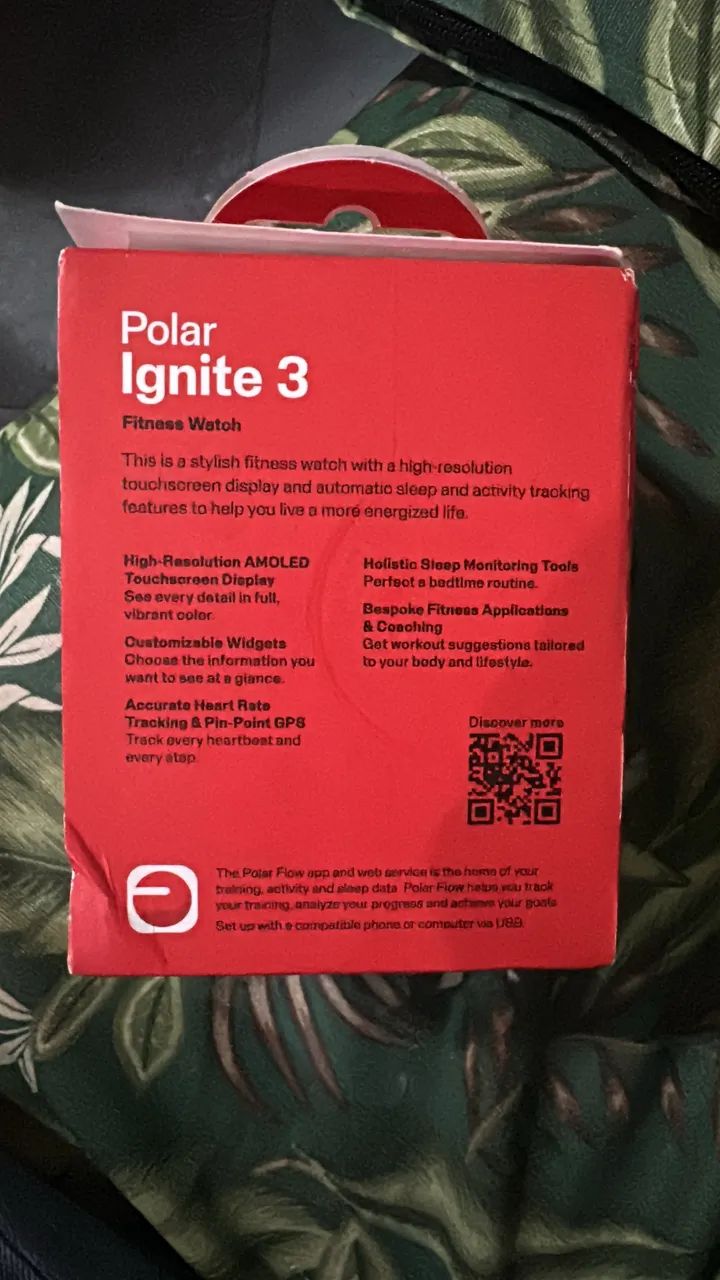 Polar
Ignite 3
Fitness Watch
This is a stylish fitness watch with a high-resolution
touchscreen display and automatic sleep and activity tracking
features to help you live a more energized life.
High-Resolution AMOLED
Touchscreen Display
See every detail in full,
vibrant color.
Customizable Widgets
Choose the information you
want to see at a glance.
Accurate Heart Rate
Tracking & Pin-Point GPS
Track every heartbeat and
every step.
Holistic Sleep Monitoring Tools
Perfect a bedtime routine.
Bespoke Fitness Applications
& Coaching
Get workout suggestions tailored
to your body and lifestyle.
Discover more
The Polar Flow app and web service is the home of your
training, activity and sleep data. Polar Flow helps you track
your training, analyze your progress and achieve your goals.
Set up with a compatible phone or computer via USB.